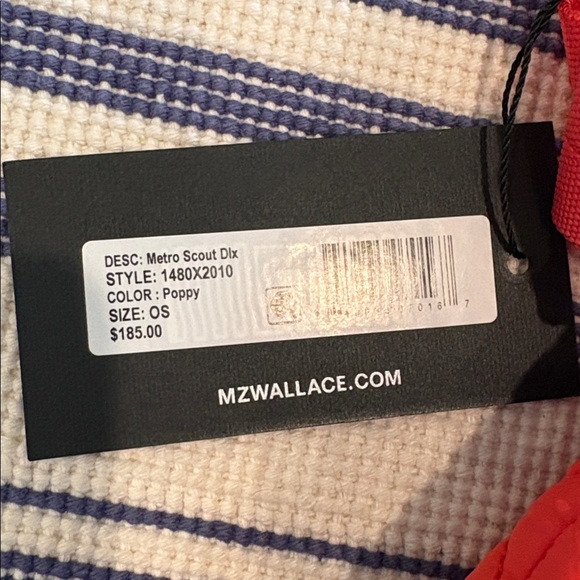 DESC: Metro Scout Dlx
STYLE: 1480X2010
COLOR : Poppy
SIZE: OS
$185.00
MZWALLACE.COM